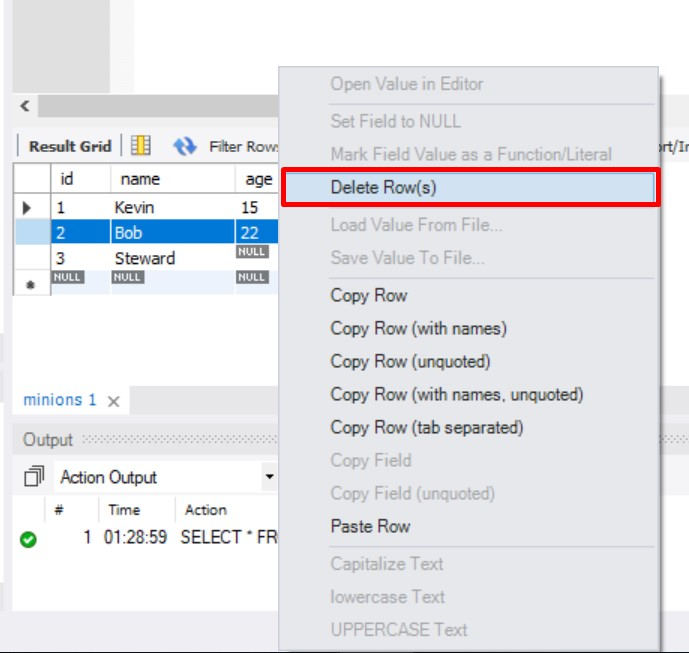 Open Value in Editor
Set Field to NULL
Result Grid Filter Rows
Mark Field Value as a Function/Literal
ort/In
id name age
Delete Row(s)
1 Kevin 15
2 Bob 22
Load Value From File...
3 Steward NULL
Save Value To File...
NULL NULL NULL
Copy Row
Copy Row (with names)
Copy Row (unquoted)
minions 1
Copy Row (with names, unquoted)
Copy Row (tab separated)
Output
Copy Field
Action Output
Copy Field (unquoted)
# Time Action
Paste Row
1 01:28:59 SELECT * FR
Capitalize Text
lowercase Text
UPPERCASE Text